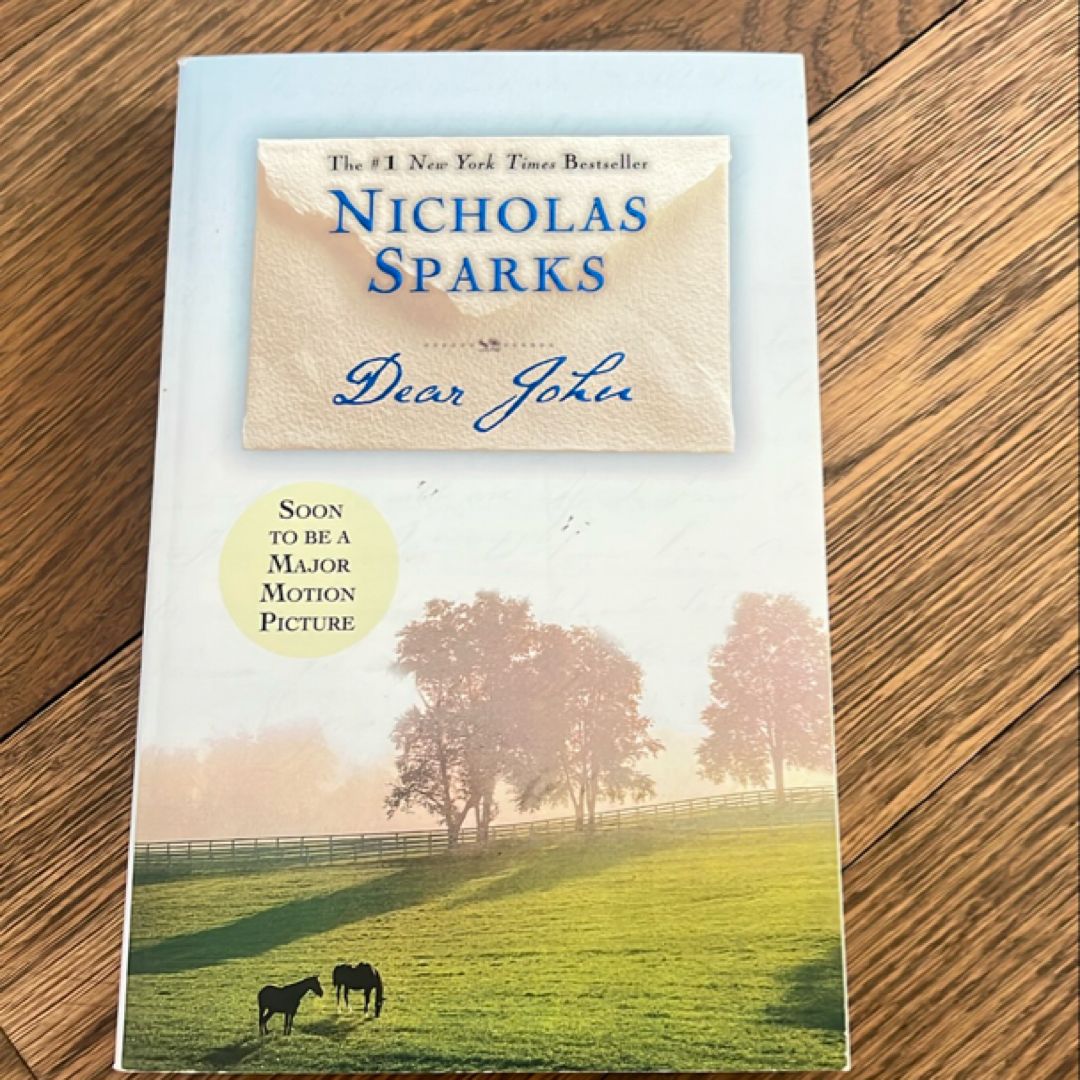 The #1 New York Times Bestseller
NICHOLAS
SPARKS
Dear John
SOON
TO BE A
MAJOR
MOTION
PICTURE